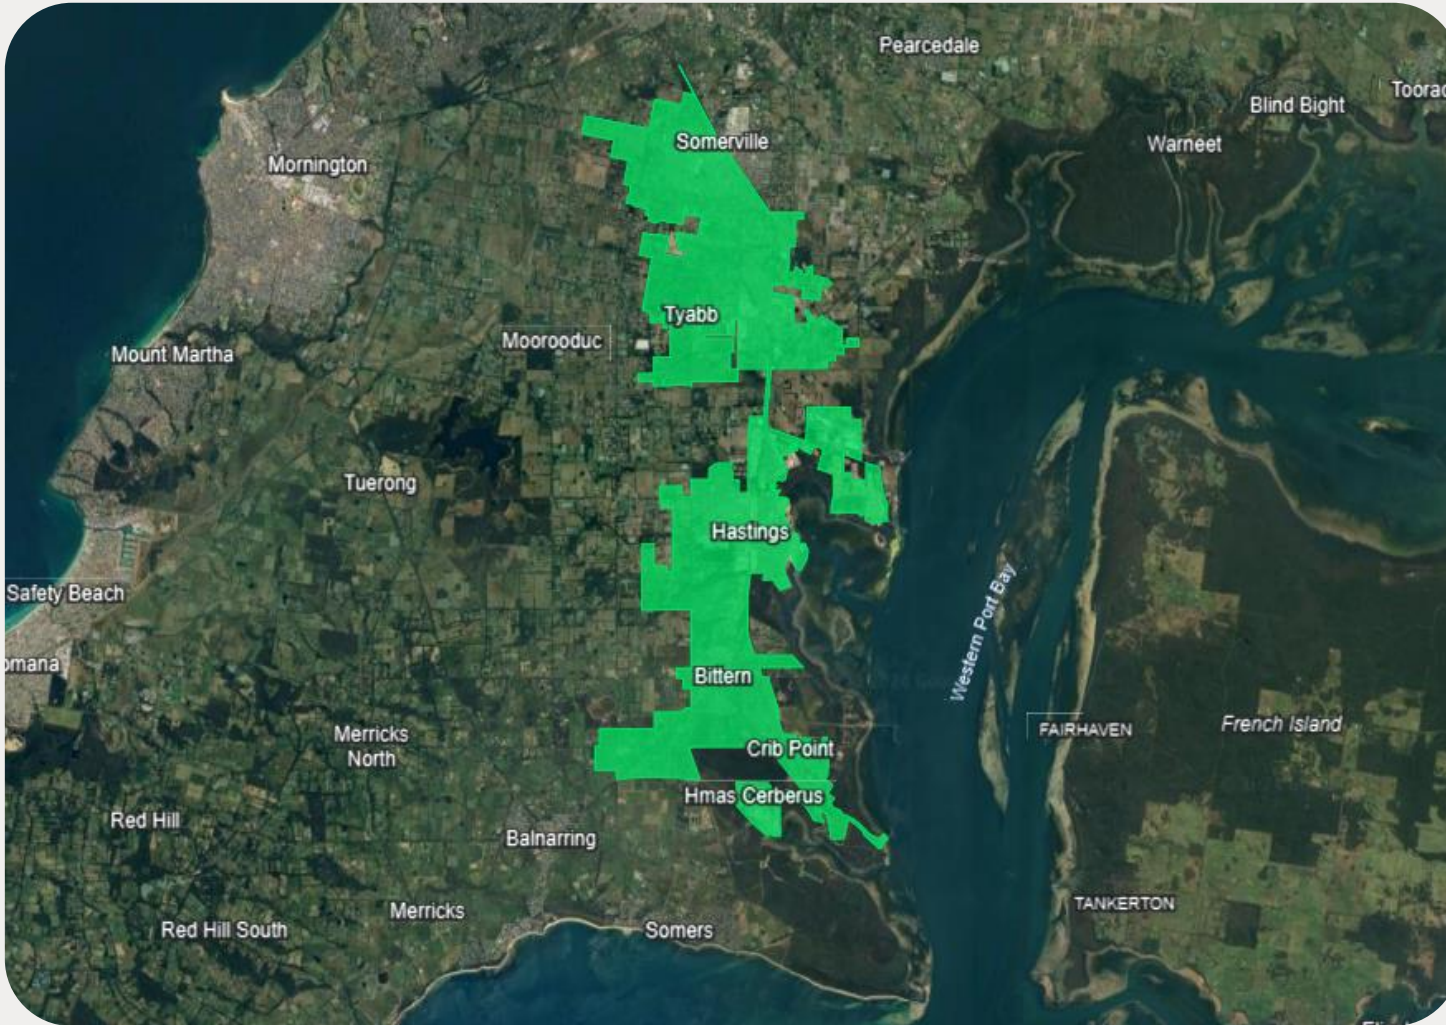 Pearcedale
Blind Bight
Warneet
Somerville
Mornington
Tyabb
Moorooduc
Mount Martha
Tuerong
Hastings
Safety Beach
Western Port Bay
Bittern
FAIRHAVEN
French Island
Merricks
North
Crib Point
Hmas Cerberus
Red Hill
Balnarring
TANKERTON
Merricks
Red Hill South
Somers